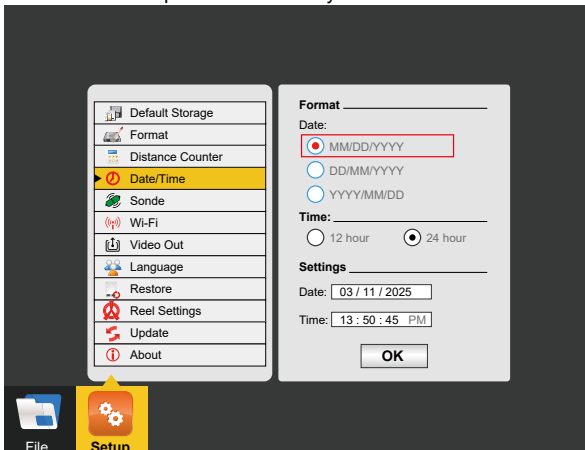 Default Storage
Format
Distance Counter
Date/Time
Sonde
Wi-Fi
Video Out
Language
Restore
Reel Settings
Update
About
Format
Date:
MM/DD/YYYY
DD/MM/YYYY
YYYY/MM/DD
Time:
12 hour 24 hour
Settings
Date: 03 / 11 / 2025
Time: 13 : 50 : 45 PM
OK
File Setup